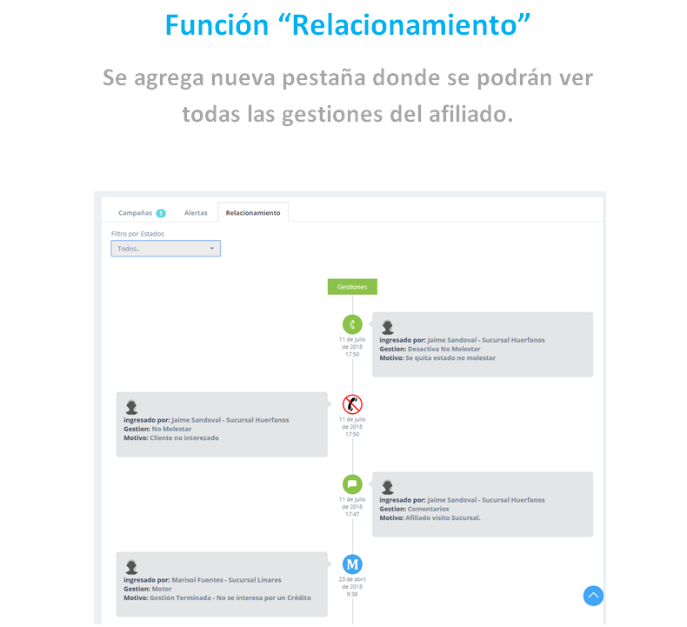 Función “Relacionamiento”
Se agrega nueva pestaña donde se podrán ver
todas las gestiones del afiliado.
Campañas 1 Alertas Relacionamiento
Filtro por Estados
Todos..
Gestiones
11 de julio
de 2018
17:50
ingresado por: Jaime Sandoval - Sucursal Huerfanos
Gestion: Desactiva No Molestar
Motivo: Se quita estado no molestar
ingresado por: Jaime Sandoval - Sucursal Huerfanos
Gestion: No Molestar
Motivo: Cliente no interezado
11 de julio
de 2018
17:50
11 de julio
de 2018
17:47
ingresado por: Jaime Sandoval - Sucursal Huerfanos
Gestion: Comentaries
Motivo: Afiliado visito Sucursal.
ingresado por: Marisol Fuentes - Sucursal Linares
Gestion: Motor
Motivo: Gestión Terminada - No se interesa por un Crédito
M
23 de abril
de 2018
9:38